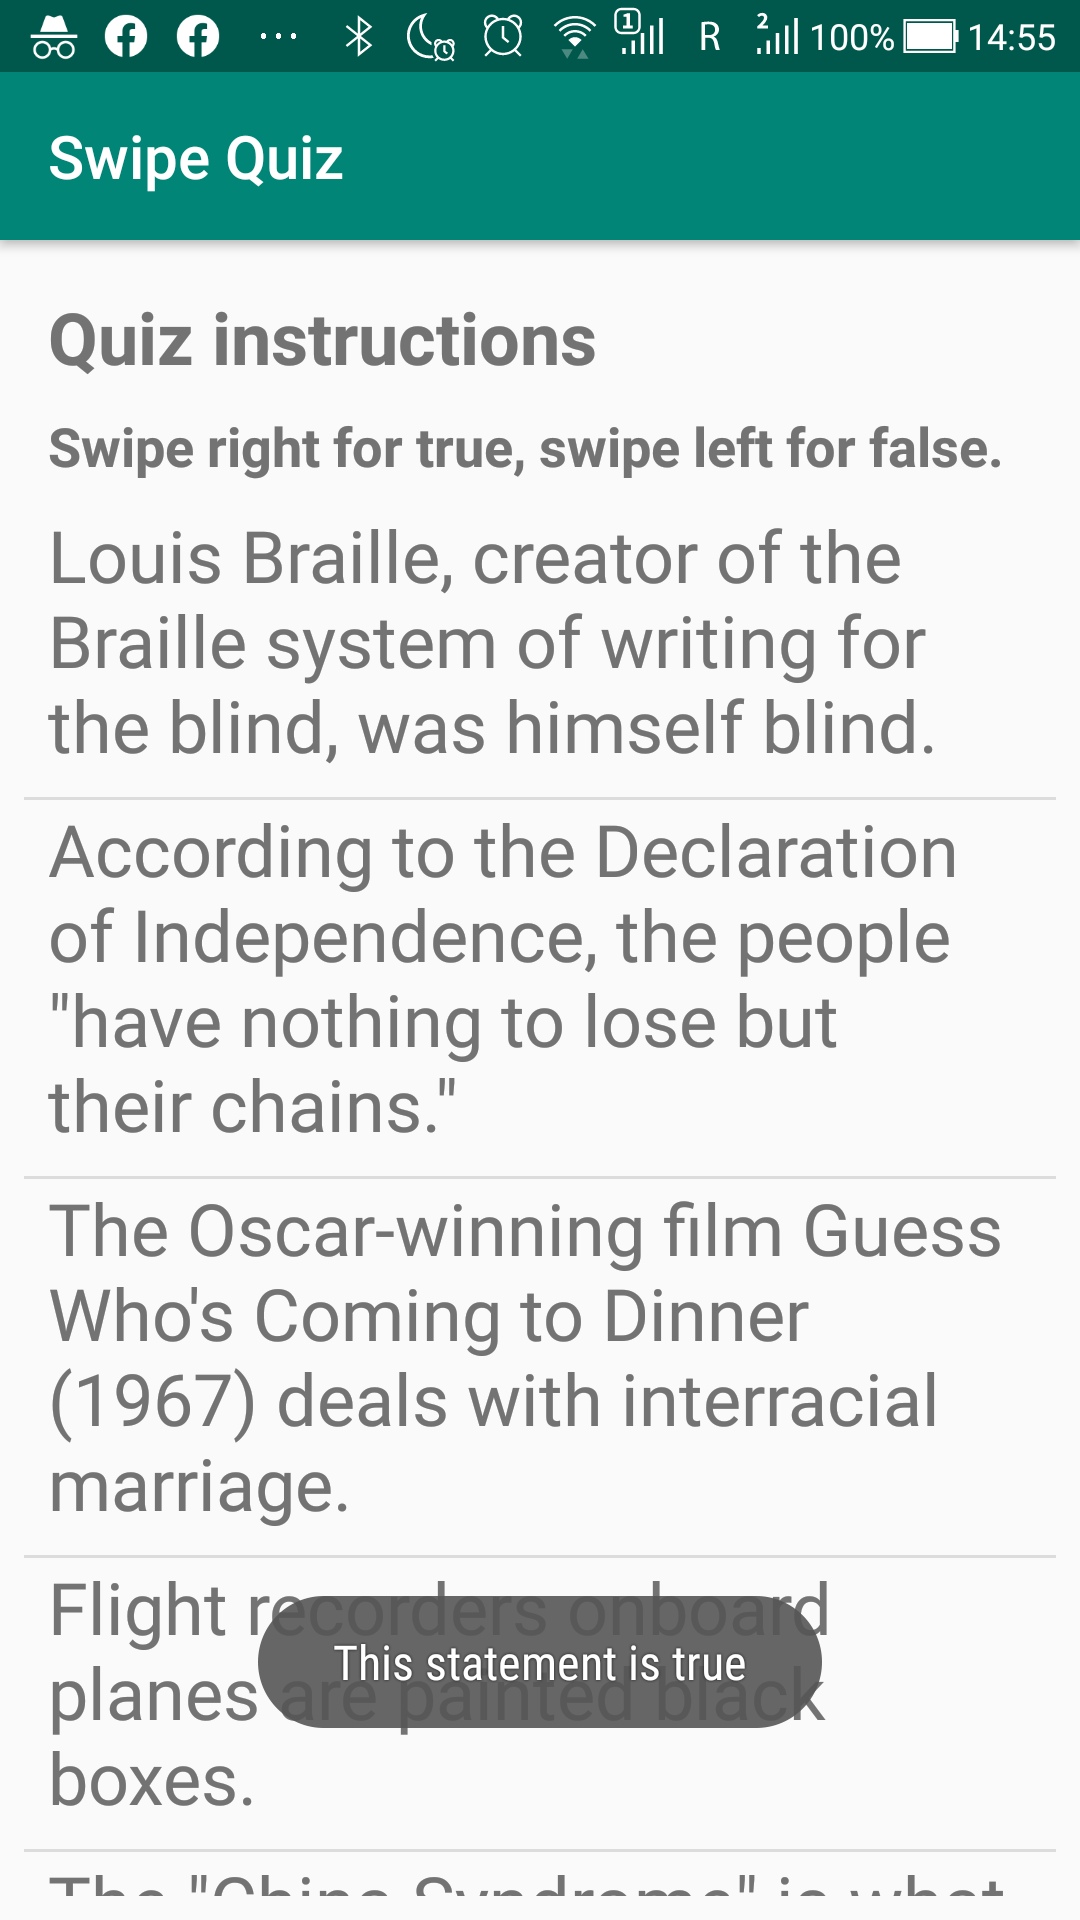 1 R 2 100% 14:55
Swipe Quiz
Quiz instructions
Swipe right for true, swipe left for false.
Louis Braille, creator of the
Braille system of writing for
the blind, was himself blind.
According to the Declaration
of Independence, the people
"have nothing to lose but
their chains."
The Oscar-winning film Guess
Who's Coming to Dinner
(1967) deals with interracial
marriage.
Flight recorders onboard
This statement is true
planes are painted black
boxes.
The "China Syndrome" is what